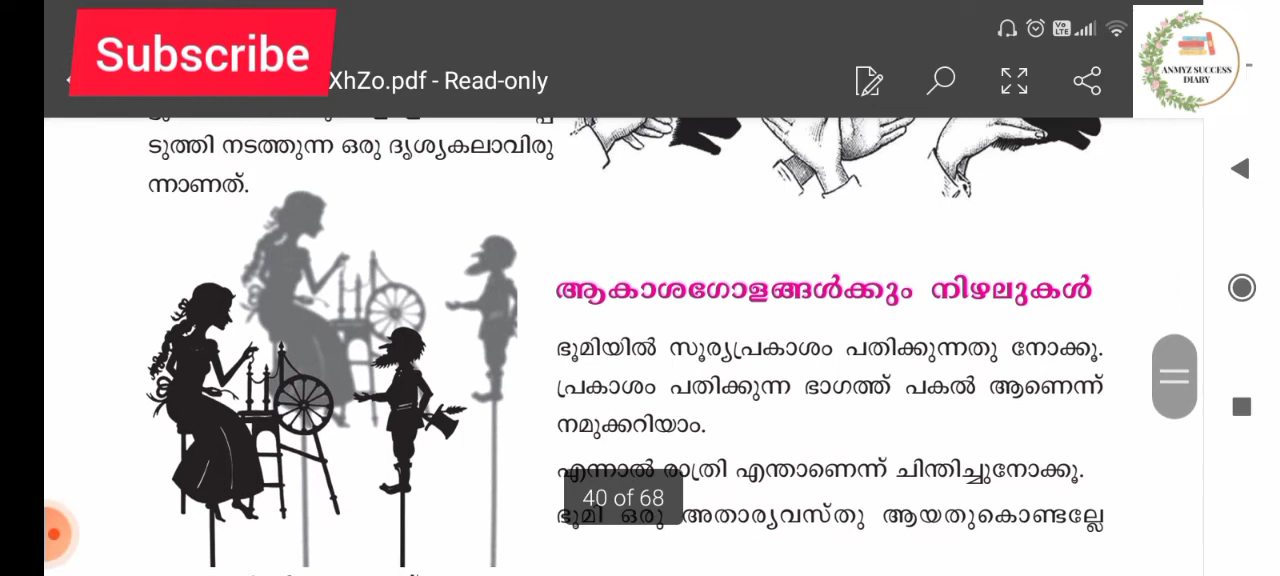 Subscribe
XhZo.pdf - Read-only
Vo
LTE
ANMYZ SUCCESS
DIARY
ടുത്തി നടത്തുന്ന ഒരു ദൃശ്യകലാവിരു
ന്നാണത്.
ആകാശഗോളങ്ങൾക്കും നിഴലുകൾ
ഭൂമിയിൽ സൂര്യപ്രകാശം പതിക്കുന്നതു നോക്കൂ.
പ്രകാശം പതിക്കുന്ന ഭാഗത്ത് പകൽ ആണെന്ന്
നമുക്കറിയാം.
എന്നാൽ രാത്രി എന്താണെന്ന് ചിന്തിച്ചുനോക്കൂ.
40 of 68
ഭൂമി ഒരു അതാര്യവസ്തു ആയതുകൊണ്ടല്ലേ